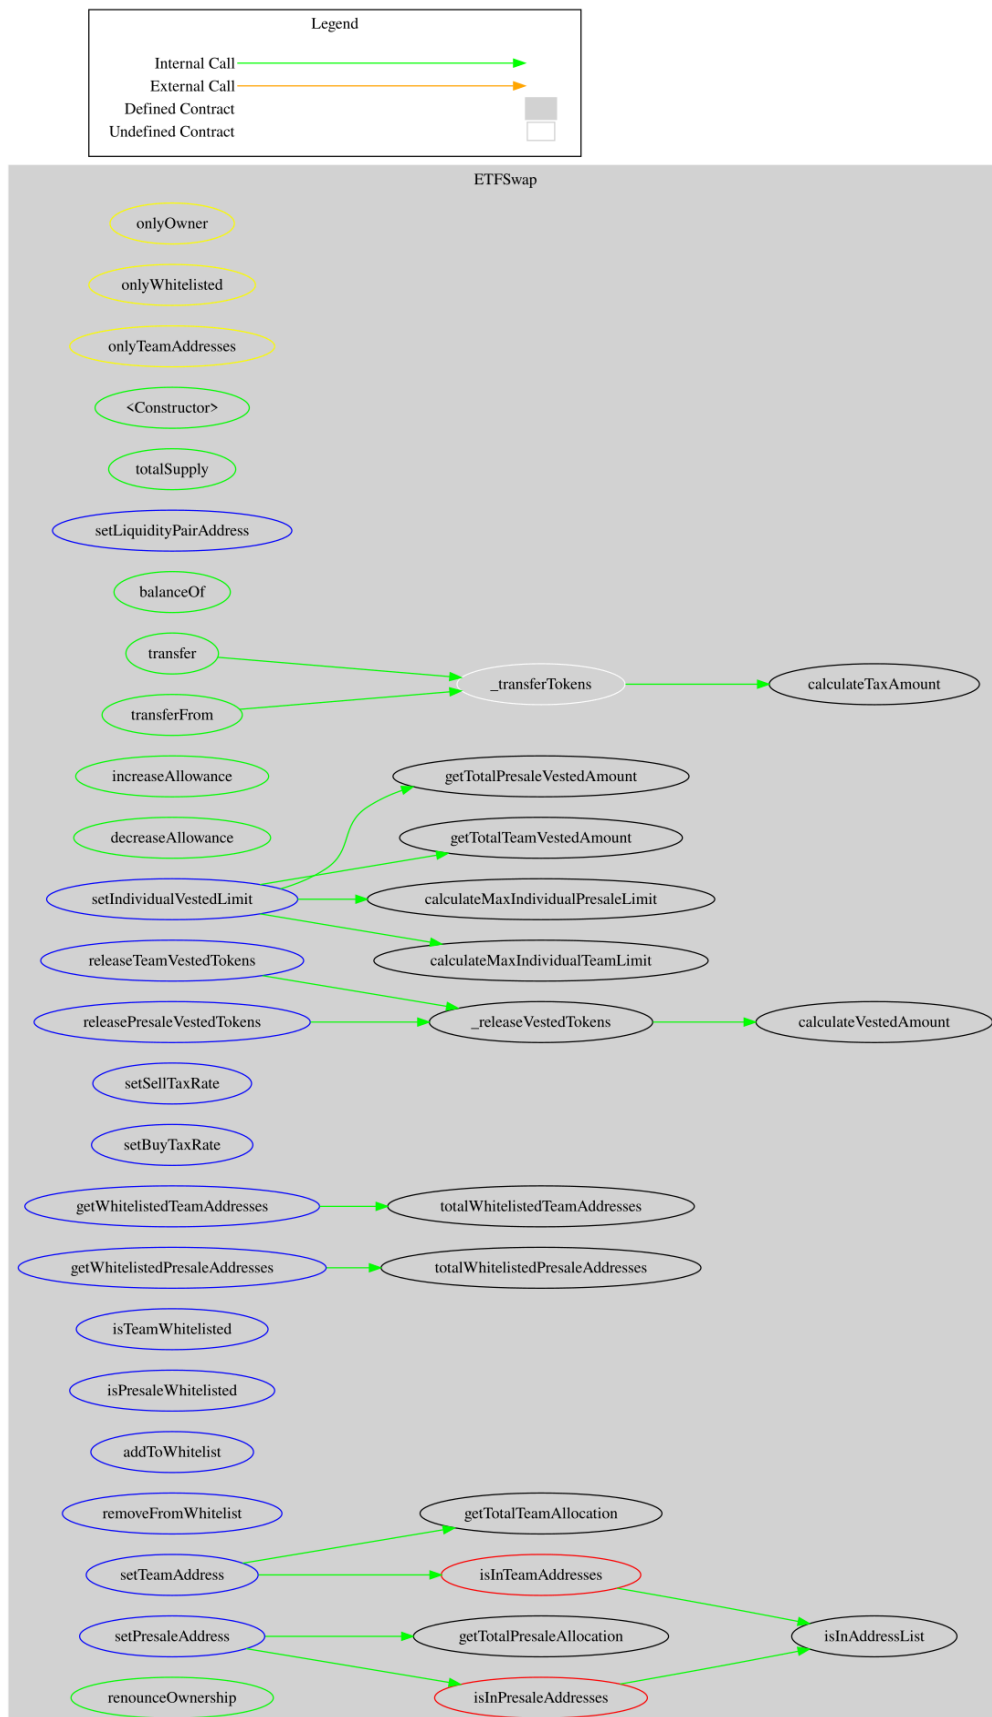 Legend
Internal Call
External Call
Defined Contract
Undefined Contract
ETFSwap
onlyOwner
onlyWhitelisted
onlyTeamAddresses
<Constructor>
totalSupply
setLiquidityPairAddress
balanceOf
transfer
_transferTokens
calculateTaxAmount
transferFrom
increaseAllowance
getTotalPresaleVestedAmount
decreaseAllowance
getTotalTeamVestedAmount
setIndividualVestedLimit
calculateMaxIndividualPresaleLimit
releaseTeamVestedTokens
calculateMaxIndividualTeamLimit
releasePresaleVestedTokens
_releaseVestedTokens
calculateVestedAmount
setSellTaxRate
setBuyTaxRate
getWhitelistedTeamAddresses
totalWhitelistedTeamAddresses
getWhitelistedPresaleAddresses
totalWhitelistedPresaleAddresses
isTeamWhitelisted
isPresaleWhitelisted
addToWhitelist
removeFromWhitelist
getTotalTeamAllocation
setTeamAddress
isInTeamAddresses
setPresaleAddress
getTotalPresaleAllocation
isInAddressList
renounceOwnership
isInPresaleAddresses